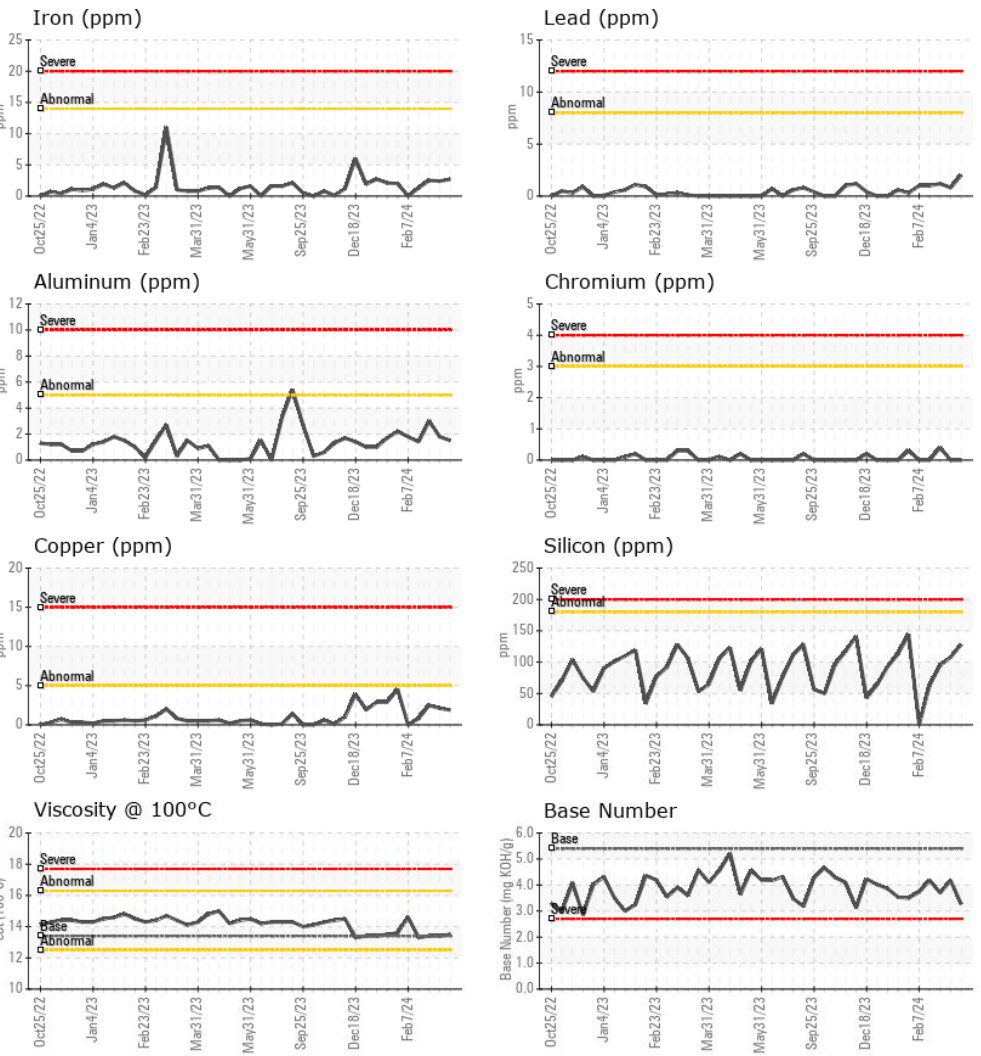 Iron (ppm)
25
20
15
10
5
0
ppm
Severe
Abnormal
Oct25/22
Jan4/23
Feb23/23
Mar31/23
May31/23
Sep25/23
Dec18/23
Feb7/24
Lead (ppm)
15
10
5
0
ppm
Severe
Abnormal
Oct25/22
Jan4/23
Feb23/23
Mar31/23
May31/23
Sep25/23
Dec18/23
Feb7/24
Aluminum (ppm)
12
10
8
6
4
2
0
ppm
Severe
Abnormal
Oct25/22
Jan4/23
Feb23/23
Mar31/23
May31/23
Sep25/23
Dec18/23
Feb7/24
Chromium (ppm)
5
4
3
2
1
0
ppm
Severe
Abnormal
Oct25/22
Jan4/23
Feb23/23
Mar31/23
May31/23
Sep25/23
Dec18/23
Feb7/24
Copper (ppm)
20
15
10
5
0
ppm
Severe
Abnormal
Oct25/22
Jan4/23
Feb23/23
Mar31/23
May31/23
Sep25/23
Dec18/23
Feb7/24
Silicon (ppm)
250
200
150
100
50
0
ppm
Severe
Abnormal
Oct25/22
Jan4/23
Feb23/23
Mar31/23
May31/23
Sep25/23
Dec18/23
Feb7/24
Viscosity @ 100°C
20
18
16
14
12
10
Severe
Abnormal
Base
Abnormal
Oct25/22
Jan4/23
Feb23/23
Mar31/23
May31/23
Sep25/23
Dec18/23
Feb7/24
Base Number
6.0
5.0
4.0
3.0
2.0
1.0
0.0
Base Number (mg KOH/g)
Base
Severe
Oct25/22
Jan4/23
Feb23/23
Mar31/23
May31/23
Sep25/23
Dec18/23
Feb7/24